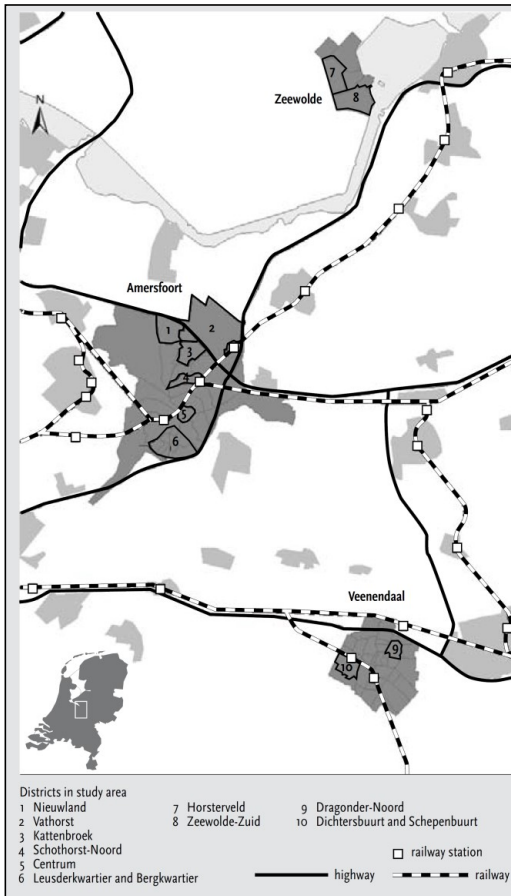 N
Zeewolde
7
8
Amersfoort
1
2
3
4
5
6
Veenendaal
9
10
Districts in study area
1 Nieuwland
2 Vathorst
3 Kattenbroek
4 Schothorst-Noord
5 Centrum
6 Leusderkwartier and Bergkwartier
7 Horsterveld
8 Zeewolde-Zuid
9 Dragonder-Noord
10 Dichtersbuurt and Schepenbuurt
railway station
highway
railway